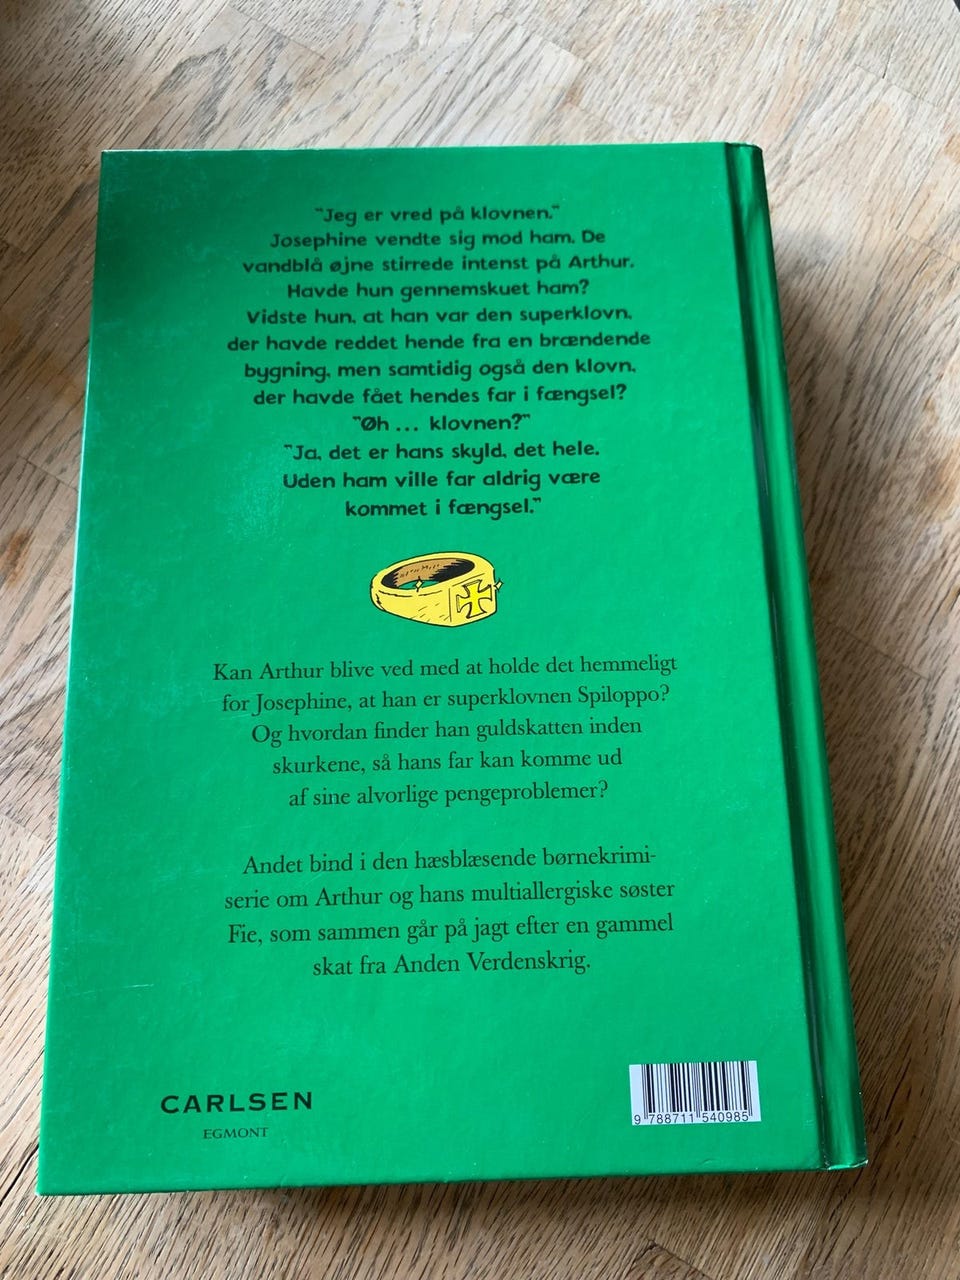 "Jeg er vred på klovnen."
Josephine vendte sig mod ham. De
vandblå øjne stirrede intenst på Arthur.
Havde hun gennemskuet ham?
Vidste hun, at han var den superklovn,
der havde reddet hende fra en brændende
bygning, men samtidig også den klovn,
der havde fået hendes far i fængsel?
"Øh ... klovnen?"
"Ja, det er hans skyld, det hele.
Uden ham ville far aldrig være
kommet i fængsel."
Kan Arthur blive ved med at holde det hemmeligt
for Josephine, at han er superklovnen Spiloppo?
Og hvordan finder han guldskatten inden
skurkene, så hans far kan komme ud
af sine alvorlige pengeproblemer?
Andet bind i den hæsblæsende børnekrimi-
serie om Arthur og hans multiallergiske søster
Fie, som sammen går på jagt efter en gammel
skat fra Anden Verdenskrig.
CARLSEN
EGMONT
9 788711 540985